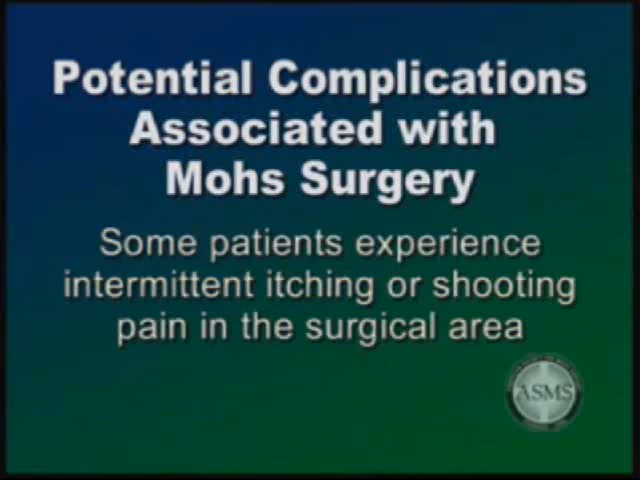 Potential Complications
Associated with
Mohs Surgery
Some patients experience
intermittent itching or shooting
pain in the surgical area
ASMS